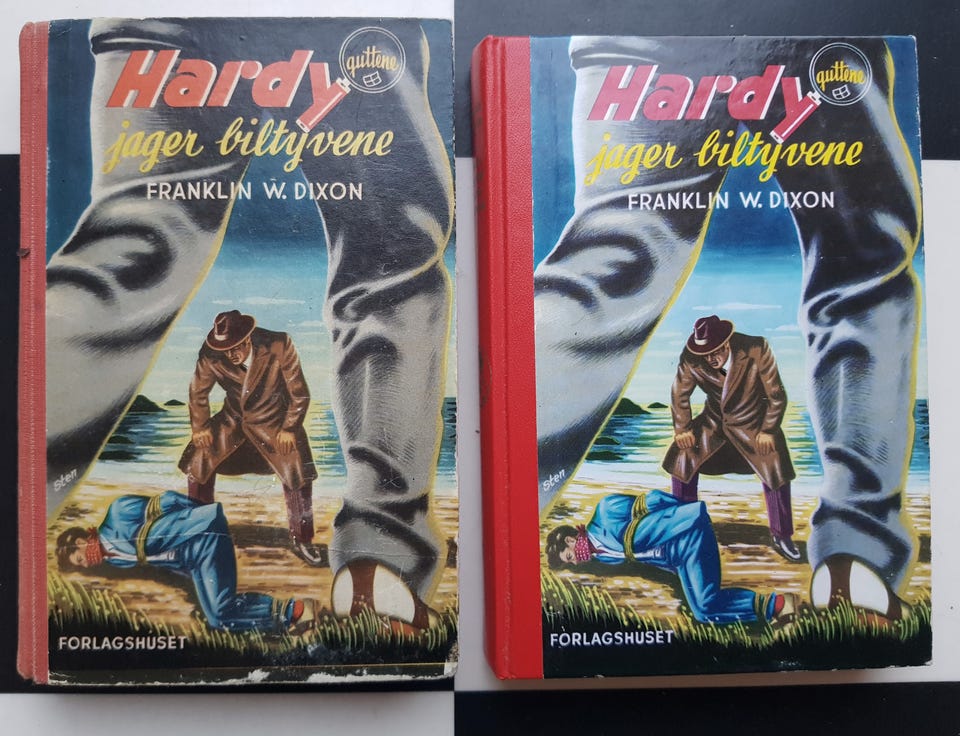 Hardy
guttene
jager biltyvene
FRANKLIN W. DIXON
Sten
FORLAGSHUSET
Hardy
guttene
jager biltyvene
FRANKLIN W. DIXON
Sten
FORLAGSHUSET